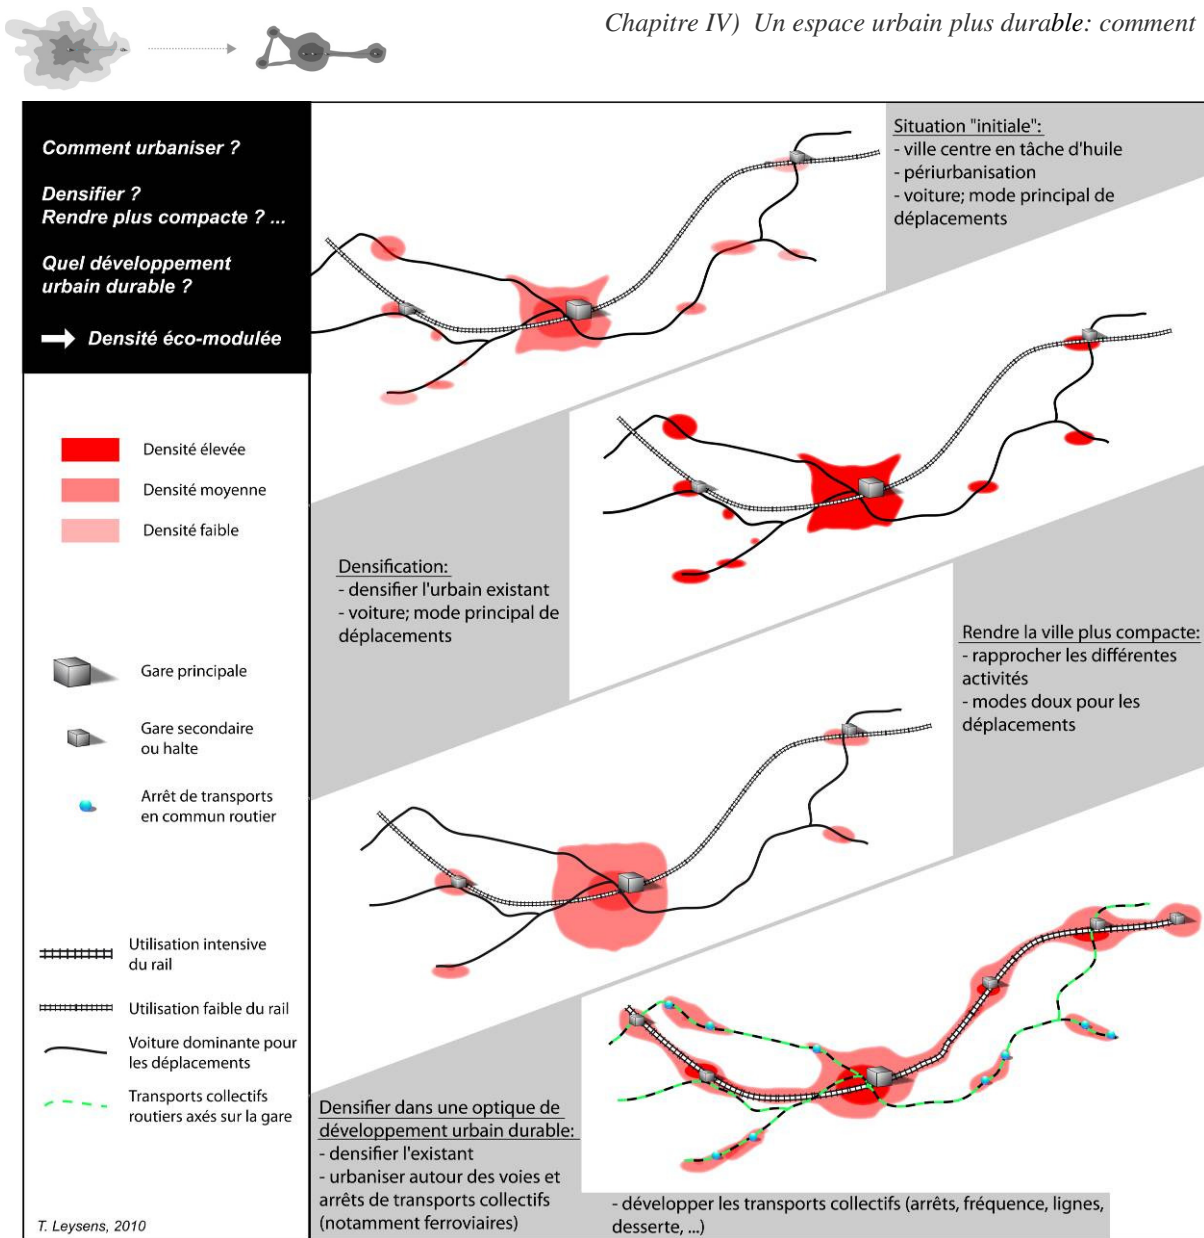 Chapitre IV) Un espace urbain plus durable: comment
Comment urbaniser ?
Densifier ?
Rendre plus compacte ? ...
Quel développement
urbain durable ?
Densité éco-modulée
Densité élevée
Densité moyenne
Densité faible
Gare principale
Gare secondaire
ou halte
Arrêt de transports
en commun routier
Utilisation intensive
du rail
Utilisation faible du rail
Voiture dominante pour
les déplacements
Transports collectifs
routiers axés sur la gare
T. Leysens, 2010
Situation "initiale":
- ville centre en tâche d'huile
- périurbanisation
- voiture; mode principal de
déplacements
Densification:
- densifier l'urbain existant
- voiture; mode principal de
déplacements
Rendre la ville plus compacte:
- rapprocher les différentes
activités
- modes doux pour les
déplacements
Densifier dans une optique de
développement urbain durable:
- densifier l'existant
- urbaniser autour des voies et
arrêts de transports collectifs
(notamment ferroviaires)
- développer les transports collectifs (arrêts, fréquence, lignes,
desserte, ...)